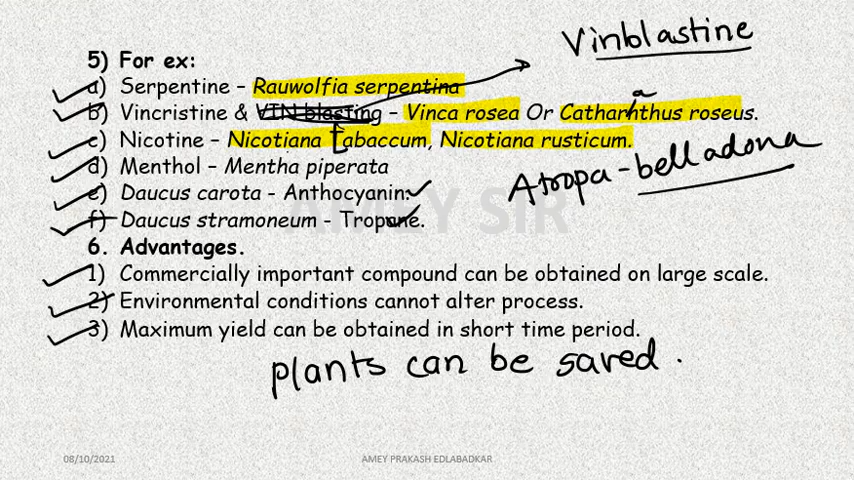 Vinblastine
5) For ex:
a) Serpentine – Rauwolfia serpentina
b) Vincristine & VIN blasting – Vinca rosea Or Catharnthus roseus.
a
c) Nicotine – Nicotiana Tabaccum, Nicotiana rusticum.
t
d) Menthol – Mentha piperata
Atropa - belladona
e) Daucus carota - Anthocyanin.
f) Daucus stramoneum - Tropane.
AMEY SIR
6. Advantages.
1) Commercially important compound can be obtained on large scale.
2) Environmental conditions cannot alter process.
3) Maximum yield can be obtained in short time period.
plants can be saved.
08/10/2021 AMEY PRAKASH EDLABADKAR